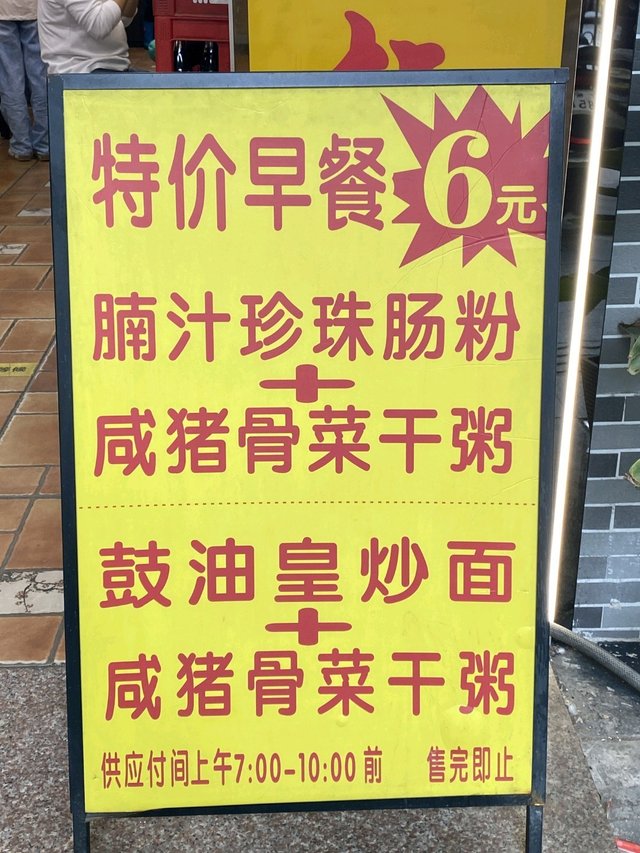 特价早餐 6元
腩汁珍珠肠粉
+
咸猪骨菜干粥
鼓油皇炒面
+
咸猪骨菜干粥
供应付间上午7:00-10:00前 售完即止